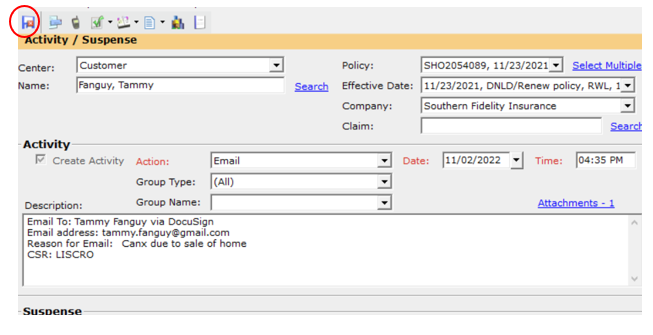 Activity / Suspense
Center: Customer Policy: SHO2054089, 11/23/2021 Select Multiple
Name: Fanguy, Tammy Search Effective Date: 11/23/2021, DNLD/Renew policy, RWL, 1
Company: Southern Fidelity Insurance
Claim: Search
Activity
Create Activity Action: Email Date: 11/02/2022 Time: 04:35 PM
Group Type: (All)
Description: Group Name: Attachments - 1
Email To: Tammy Fanguy via DocuSign
Email address: tammy.fanguy@gmail.com
Reason for Email: Canx due to sale of home
CSR: LISCRO
Suspense